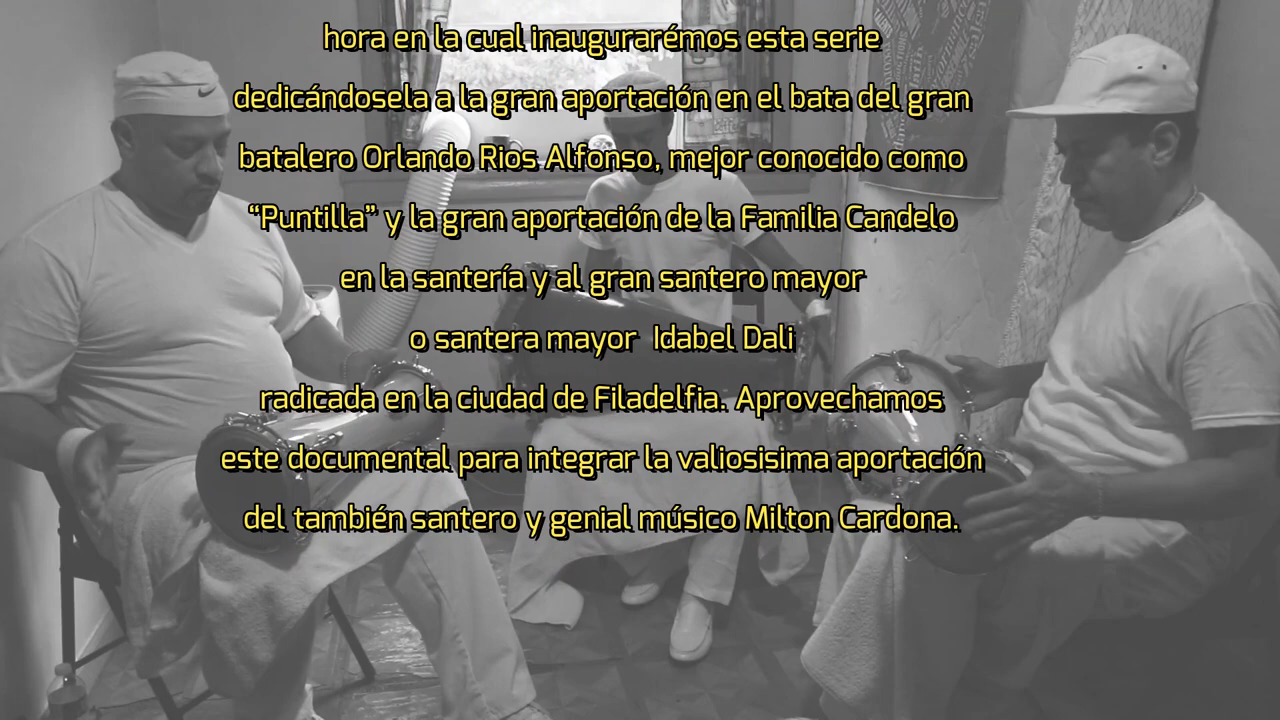 hora en la cual inaugurarémos esta serie
dedicándosela a la gran aportación en el bata del gran
batalero Orlando Rios Alfonso, mejor conocido como
“Puntilla” y la gran aportación de la Familia Candelo
en la santería y al gran santero mayor
o santera mayor Idabel Dali
radicada en la ciudad de Filadelfia. Aprovechamos
este documental para integrar la valiosisima aportación
del también santero y genial músico Milton Cardona.